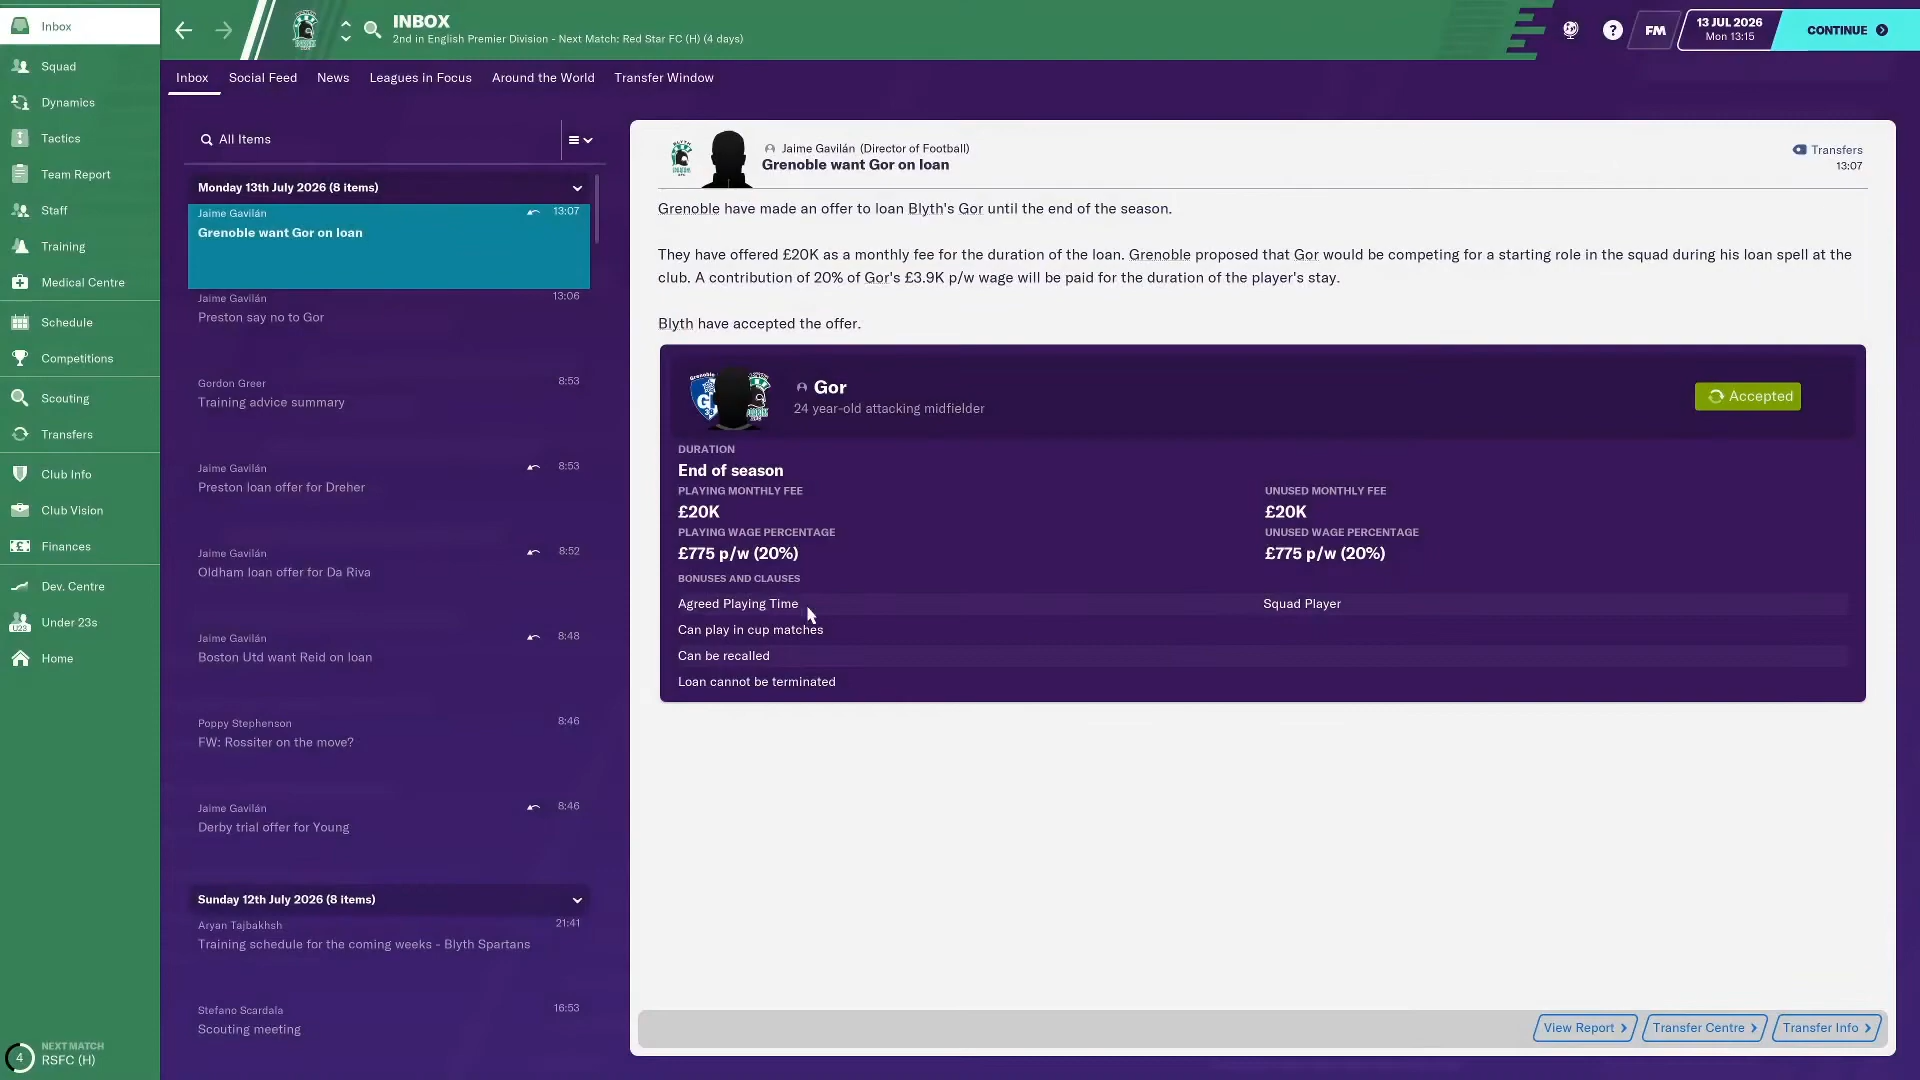 Inbox
Squad
Dynamics
Tactics
Team Report
Staff
Training
Medical Centre
Schedule
Competitions
Scouting
Transfers
Club Info
Club Vision
Finances
Dev. Centre
Under 23s
Home
4
NEXT MATCH
RSFC (H)
INBOX
2nd in English Premier Division - Next Match: Red Star FC (H) (4 days)
?
FM
13 JUL 2026
Mon 13:15
CONTINUE
Inbox
Social Feed
News
Leagues in Focus
Around the World
Transfer Window
All Items
Monday 13th July 2026 (8 items)
Jaime Gavilán
13:07
Grenoble want Gor on loan
Jaime Gavilán
13:06
Preston say no to Gor
Gordon Greer
8:53
Training advice summary
Jaime Gavilán
8:53
Preston loan offer for Dreher
Jaime Gavilán
8:52
Oldham loan offer for Da Riva
Jaime Gavilán
8:48
Boston Utd want Reid on loan
Poppy Stephenson
8:46
FW: Rossiter on the move?
Jaime Gavilán
8:46
Derby trial offer for Young
Sunday 12th July 2026 (8 items)
Aryan Tajbakhsh
21:41
Training schedule for the coming weeks - Blyth Spartans
Stefano Scardala
16:53
Scouting meeting
Jaime Gavilán (Director of Football)
Grenoble want Gor on loan
Transfers
13:07
Grenoble have made an offer to loan Blyth's Gor until the end of the season.
They have offered £20K as a monthly fee for the duration of the loan. Grenoble proposed that Gor would be competing for a starting role in the squad during his loan spell at the
club. A contribution of 20% of Gor's £3.9K p/w wage will be paid for the duration of the player's stay.
Blyth have accepted the offer.
Gor
24 year-old attacking midfielder
Accepted
DURATION
End of season
PLAYING MONTHLY FEE
UNUSED MONTHLY FEE
£20K
£20K
PLAYING WAGE PERCENTAGE
UNUSED WAGE PERCENTAGE
£775 p/w (20%)
£775 p/w (20%)
BONUSES AND CLAUSES
Agreed Playing Time
Squad Player
Can play in cup matches
Can be recalled
Loan cannot be terminated
View Report
Transfer Centre
Transfer Info